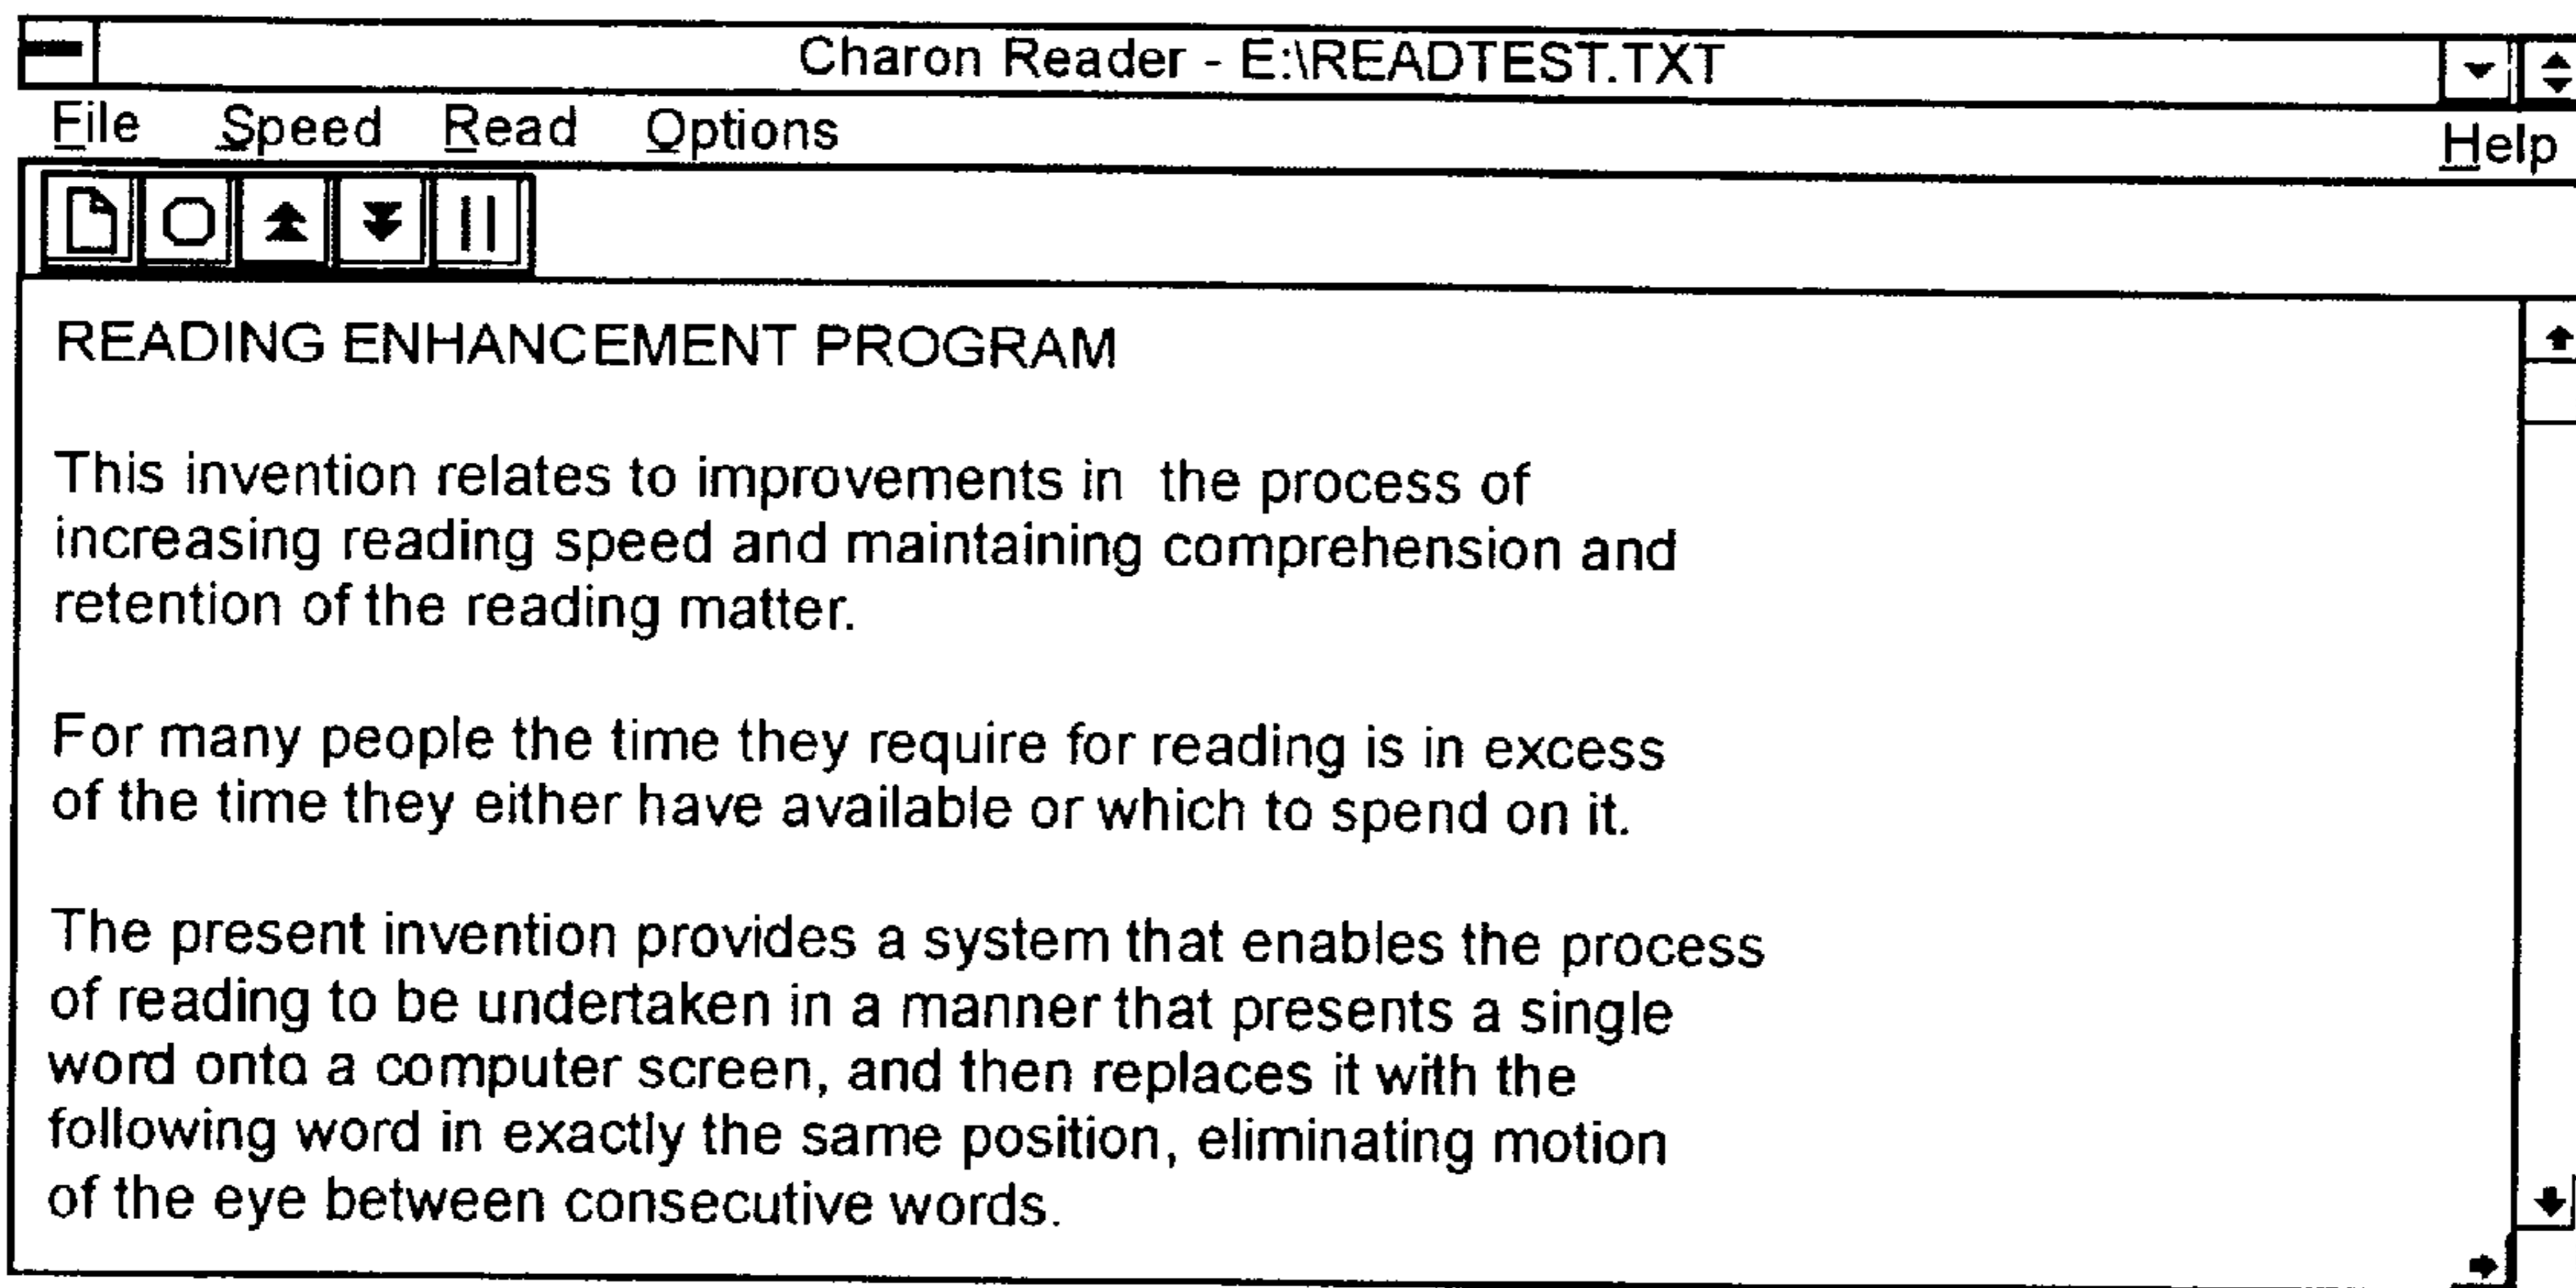 Charon Reader - E:\READTEST.TXT
File Speed Read Options Help
READING ENHANCEMENT PROGRAM
This invention relates to improvements in the process of
increasing reading speed and maintaining comprehension and
retention of the reading matter.
For many people the time they require for reading is in excess
of the time they either have available or which to spend on it.
The present invention provides a system that enables the process
of reading to be undertaken in a manner that presents a single
word onto a computer screen, and then replaces it with the
following word in exactly the same position, eliminating motion
of the eye between consecutive words.